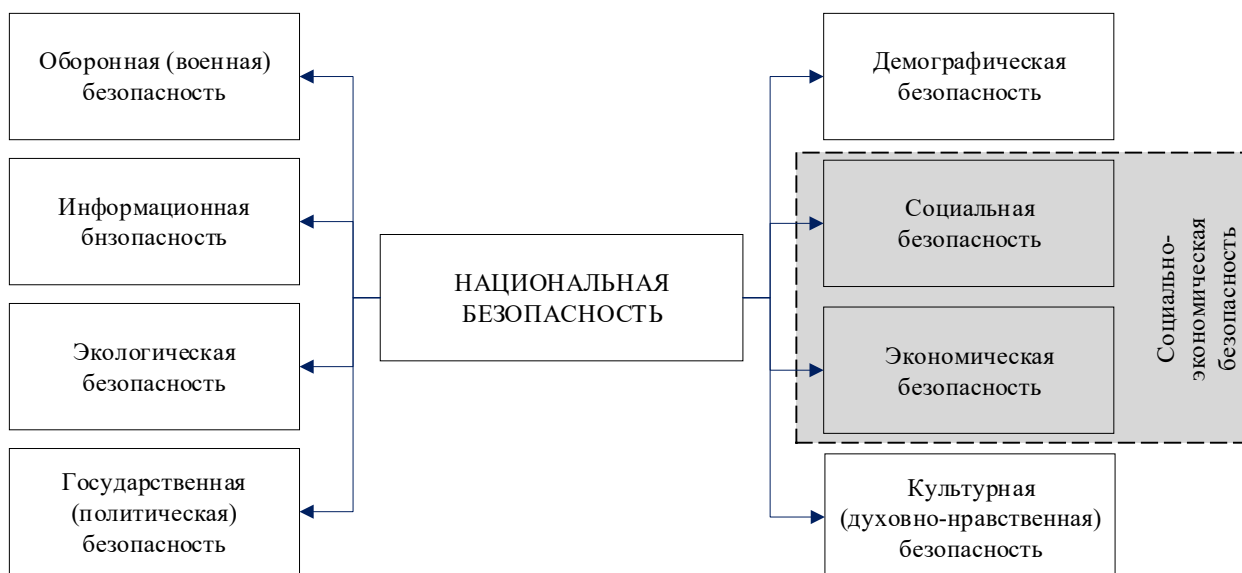 Оборонная (военная)
безопасность
Информационная
бнзопасность
Экологическая
безопасность
Государственная
(политическая)
безопасность
НАЦИОНАЛЬНАЯ
БЕЗОПАСНОСТЬ
Демографическая
безопасность
Социальная
безопасность
Экономическая
безопасность
Культурная
(духовно-нравственная)
безопасность
Социально-
экономическая
безопасность